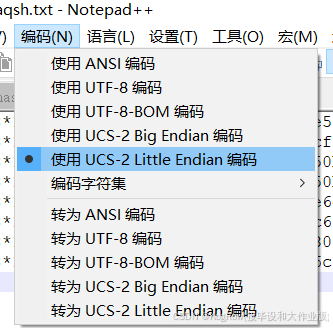 aqsh.txt - Notepad++
编码(N) 语言(L) 设置(T) 工具(O) 宏(M)
使用 ANSI 编码
使用 UTF-8 编码
使用 UTF-8-BOM 编码
使用 UCS-2 Big Endian 编码
使用 UCS-2 Little Endian 编码
编码字符集
转为 ANSI 编码
转为 UTF-8 编码
转为 UTF-8-BOM 编码
转为 UCS-2 Big Endian 编码
转为 UCS-2 Little Endian 编码